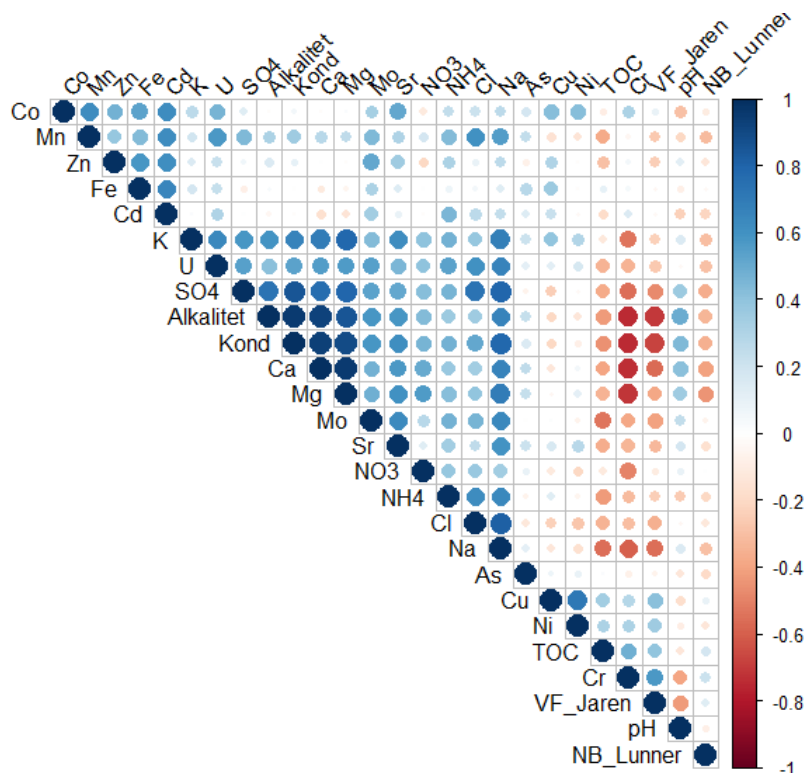 Co
Mn
Zn
Fe
Cd
K
U
SO4
Alkalitet
Kond
Ca
Mg
Mo
Sr
NO3
NH4
Cl
Na
As
Cu
Ni
TOC
Cr
VF_Jaren
pH
NB_Lunner
Co
Mn
Zn
Fe
Cd
K
U
SO4
Alkalitet
Kond
Ca
Mg
Mo
Sr
NO3
NH4
Cl
Na
As
Cu
Ni
TOC
Cr
VF_Jaren
pH
NB_Lunner
1
0.8
0.6
0.4
0.2
0
-0.2
-0.4
-0.6
-0.8
-1